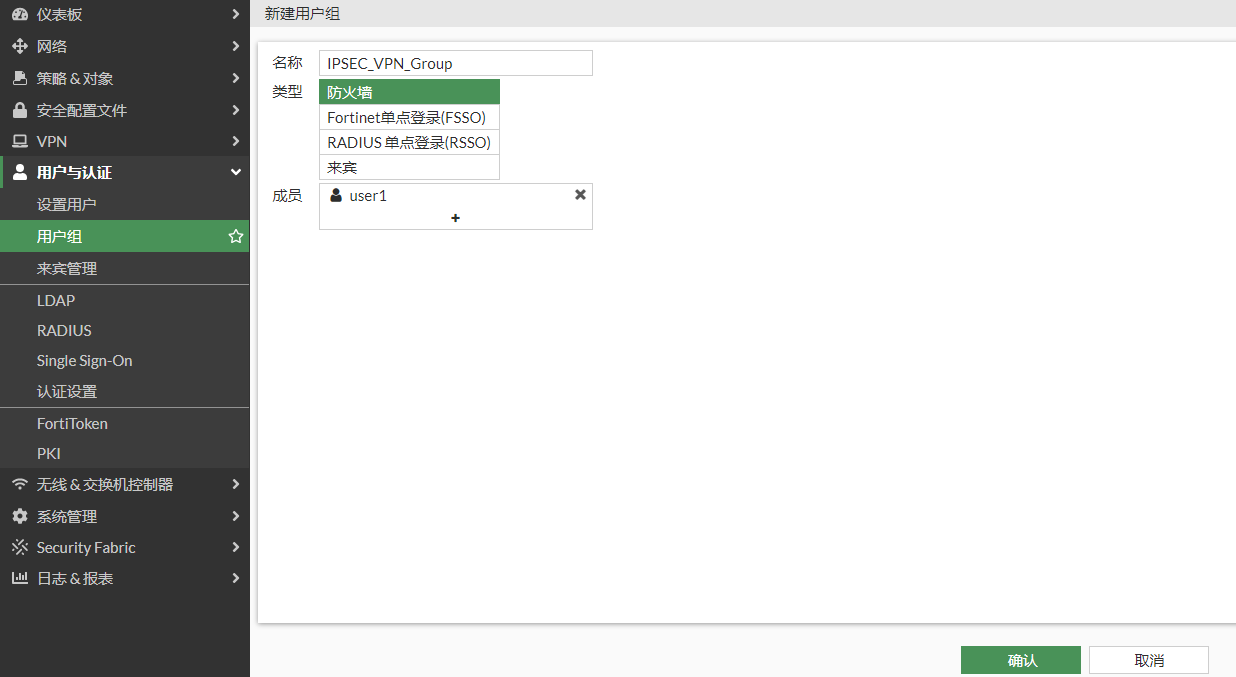 仪表板
网络
策略 & 对象
安全配置文件
VPN
用户与认证
设置用户
用户组
来宾管理
LDAP
RADIUS
Single Sign-On
认证设置
FortiToken
PKI
无线 & 交换机控制器
系统管理
Security Fabric
日志 & 报表
新建用户组
名称 IPSEC_VPN_Group
类型 防火墙
Fortinet单点登录(FSSO)
RADIUS 单点登录(RSSO)
来宾
成员 user1
+
确认 取消